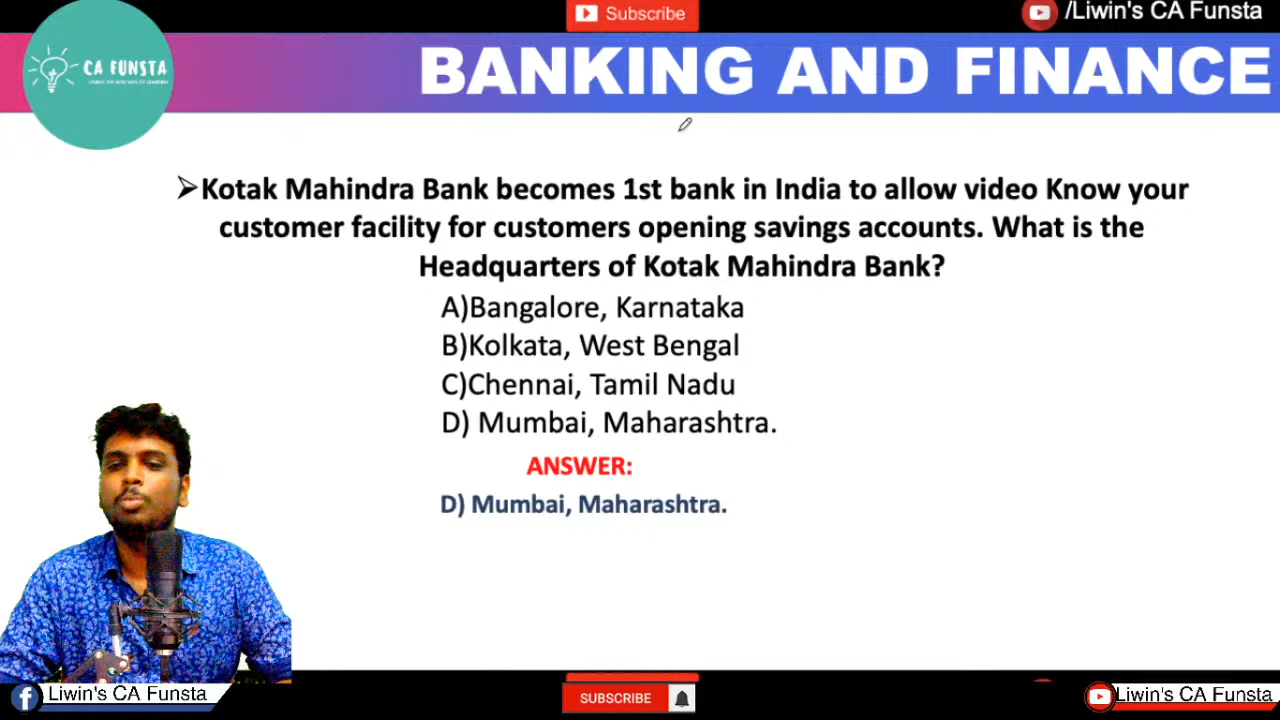 Subscribe
/Liwin's CA Funsta
CA FUNSTA
BANKING AND FINANCE
➢Kotak Mahindra Bank becomes 1st bank in India to allow video Know your
customer facility for customers opening savings accounts. What is the
Headquarters of Kotak Mahindra Bank?
A)Bangalore, Karnataka
B)Kolkata, West Bengal
C)Chennai, Tamil Nadu
D) Mumbai, Maharashtra.
ANSWER:
D) Mumbai, Maharashtra.
Liwin's CA Funsta
SUBSCRIBE
Liwin's CA Funsta